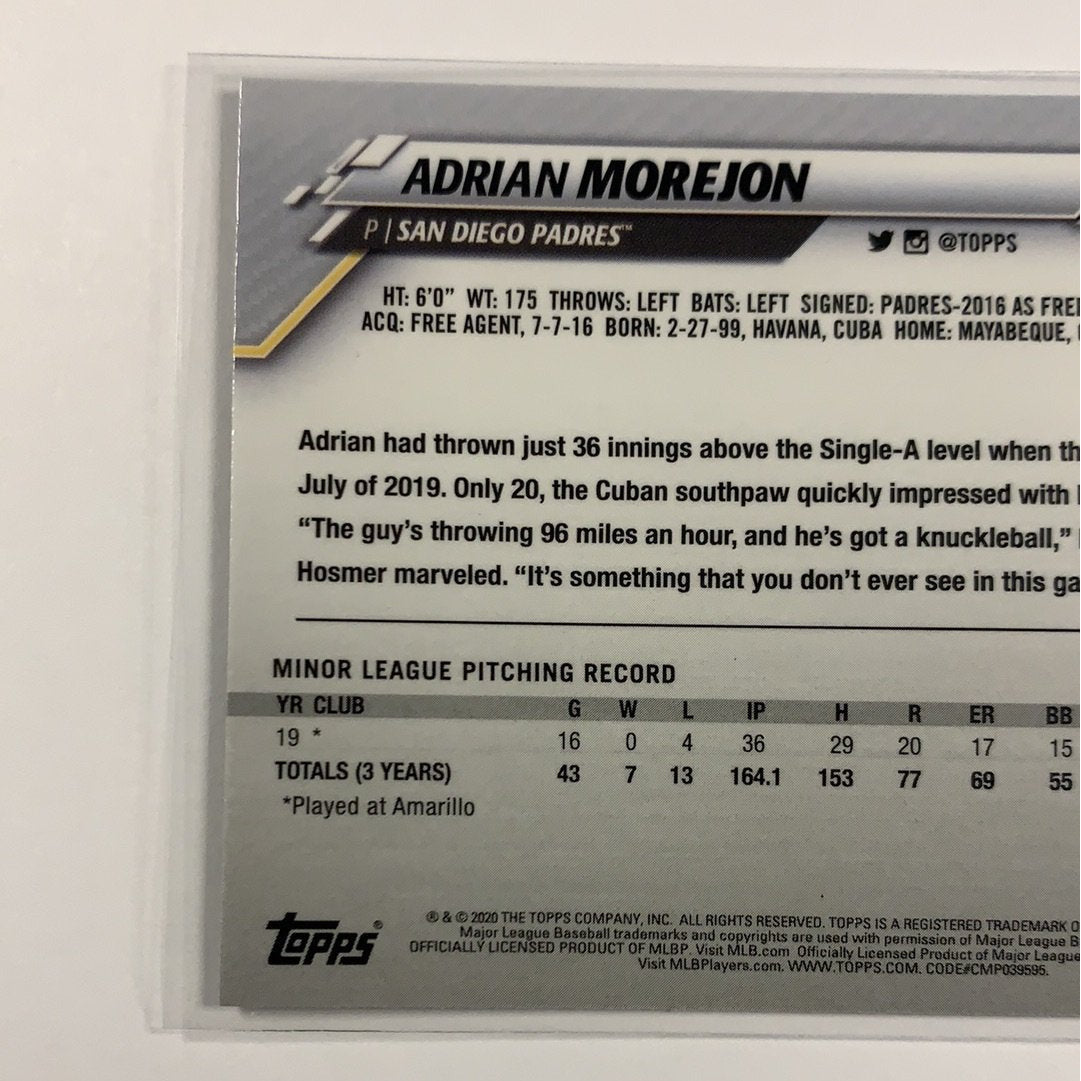 ADRIAN MOREJON
P | SAN DIEGO PADRES™
@TOPPS
HT: 6'0" WT: 175 THROWS: LEFT BATS: LEFT SIGNED: PADRES-2016 AS
ACQ: FREE AGENT, 7-7-16 BORN: 2-27-99, HAVANA, CUBA HOME: MAYABEQUE,
Adrian had thrown just 36 innings above the Single-A level when
July of 2019. Only 20, the Cuban southpaw quickly impressed with
“The guy's throwing 96 miles an hour, and he's got a knuckleball,”
Hosmer marveled. “It's something that you don't ever see in this
MINOR LEAGUE PITCHING RECORD
YR CLUB G W L IP H R ER BB
19 * 16 0 4 36 29 20 17 15
TOTALS (3 YEARS) 43 7 13 164.1 153 77 69 55
*Played at Amarillo
Topps®
® & © 2020 THE TOPPS COMPANY, INC. ALL RIGHTS RESERVED. TOPPS IS A REGISTERED TRADEMARK
Major League Baseball trademarks and copyrights are used with permission of Major League
OFFICIALLY LICENSED PRODUCT OF MLBP. Visit MLB.com Officially Licensed Product of Major League
Visit MLBPlayers.com. WWW.TOPPS.COM. CODE#CMP039595.